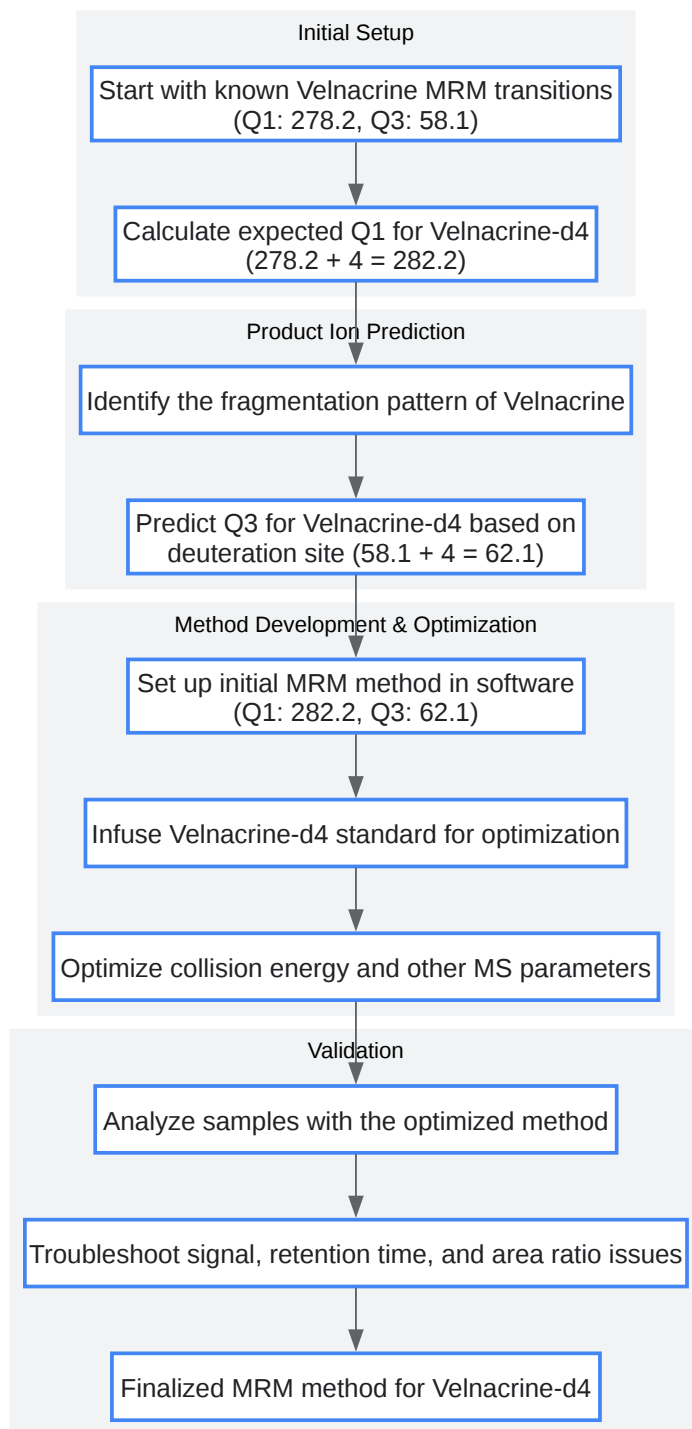 Initial Setup
Start with known Velnacrine MRM transitions
(Q1: 278.2, Q3: 58.1)
Calculate expected Q1 for Velnacrine-d4
(278.2 + 4 = 282.2)
Product Ion Prediction
Identify the fragmentation pattern of Velnacrine
Predict Q3 for Velnacrine-d4 based on
deuteration site (58.1 + 4 = 62.1)
Method Development & Optimization
Set up initial MRM method in software
(Q1: 282.2, Q3: 62.1)
Infuse Velnacrine-d4 standard for optimization
Optimize collision energy and other MS parameters
Validation
Analyze samples with the optimized method
Troubleshoot signal, retention time, and area ratio issues
Finalized MRM method for Velnacrine-d4